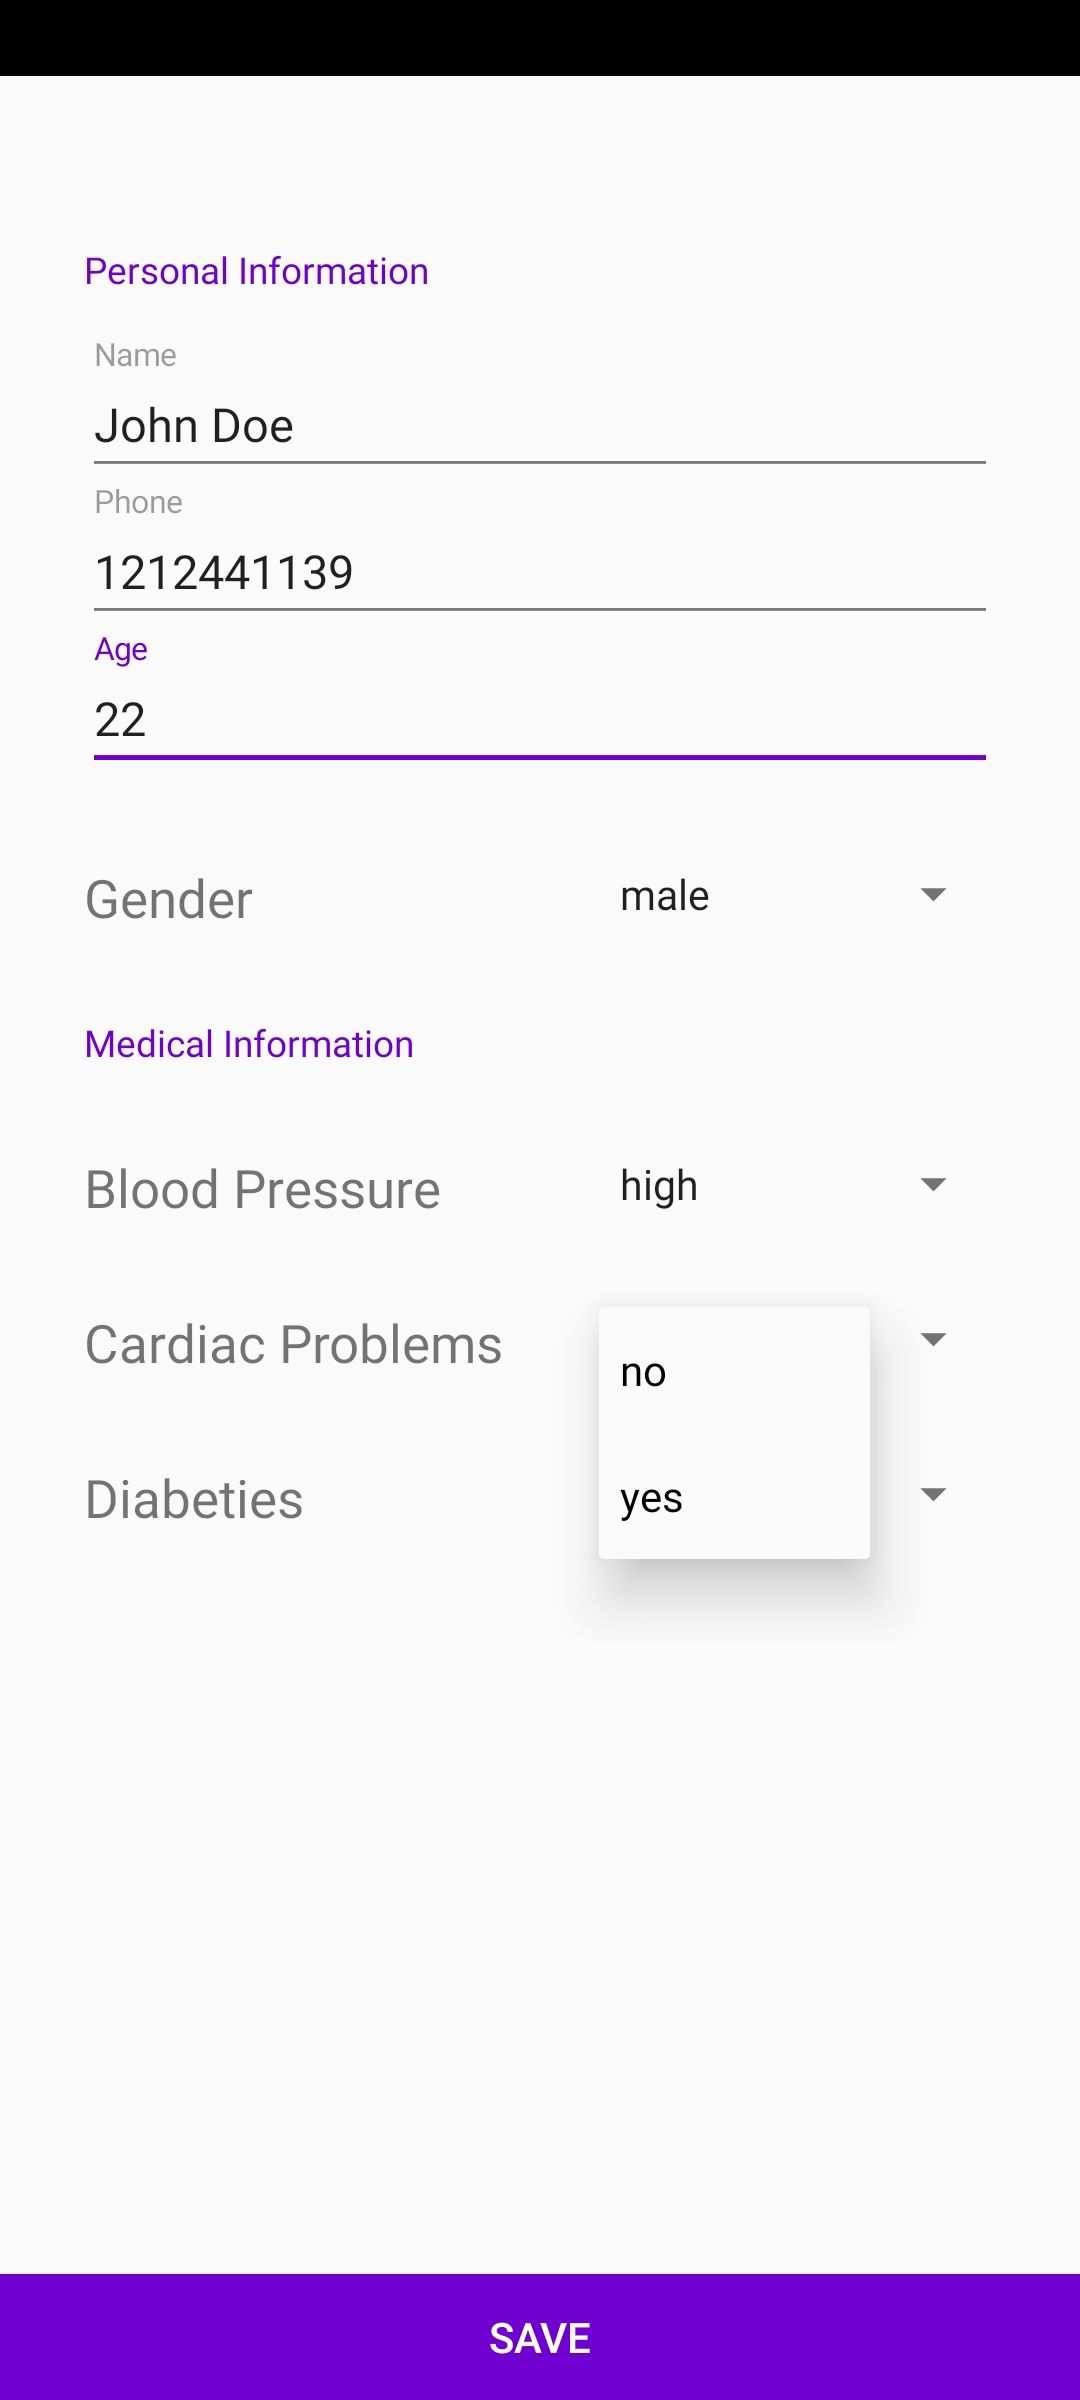 Personal Information
Name
John Doe
Phone
1212441139
Age
22
Gender
male
Medical Information
Blood Pressure
high
Cardiac Problems
no
yes
Diabeties
SAVE